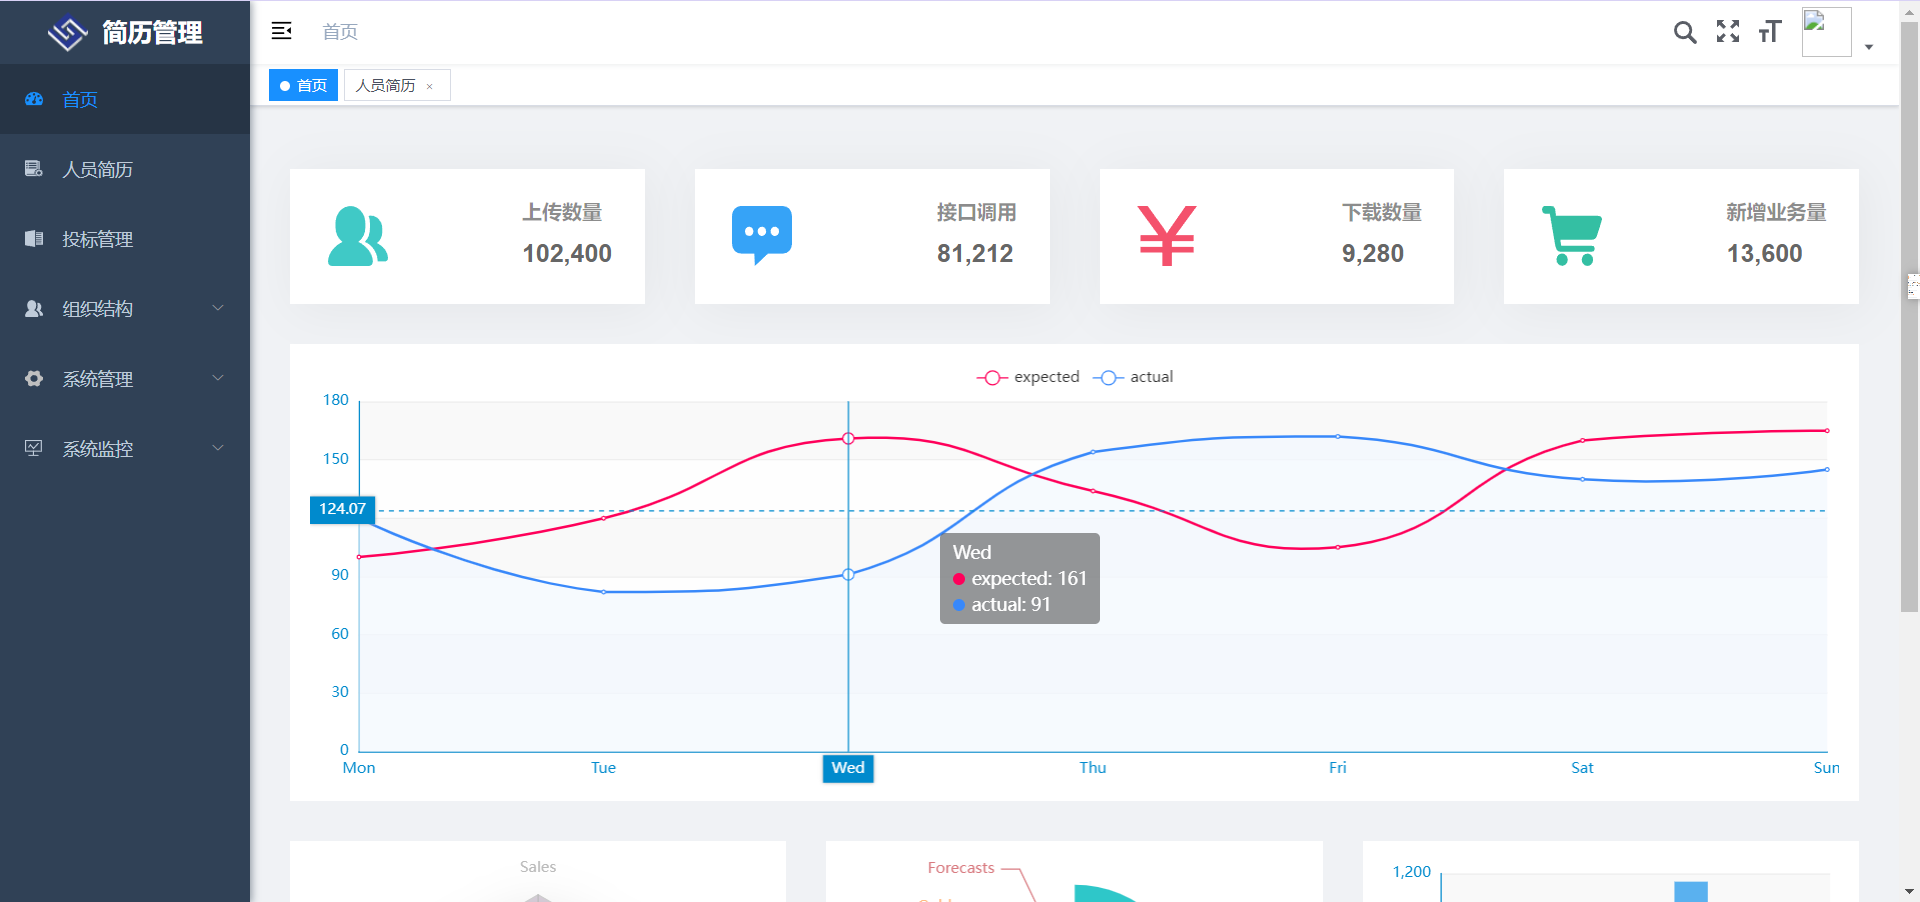 简历管理
首页
首页
人员简历 ×
首页
人员简历
投标管理
组织结构
系统管理
系统监控
上传数量
102,400
接口调用
81,212
下载数量
9,280
新增业务量
13,600
expected actual
180
150
124.07
90
60
30
0
Wed
expected: 161
actual: 91
Mon Tue Wed Thu Fri Sat Sun
Sales
Forecasts
1,200